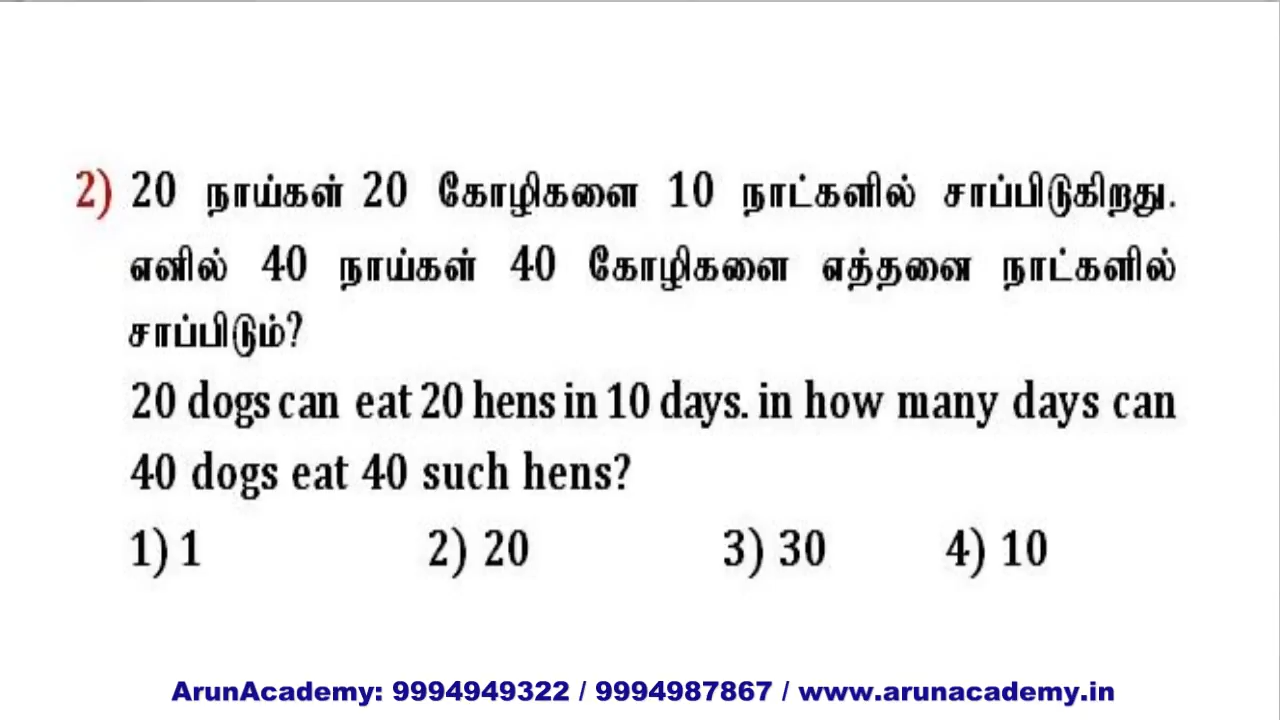 2) 20 நாய்கள் 20 கோழிகளை 10 நாட்களில் சாப்பிடுகிறது.
எனில் 40 நாய்கள் 40 கோழிகளை எத்தனை நாட்களில்
சாப்பிடும்?
20 dogs can eat 20 hens in 10 days. in how many days can
40 dogs eat 40 such hens?
1) 1 2) 20 3) 30 4) 10
ArunAcademy: 9994949322 / 9994987867 / www.arunacademy.in